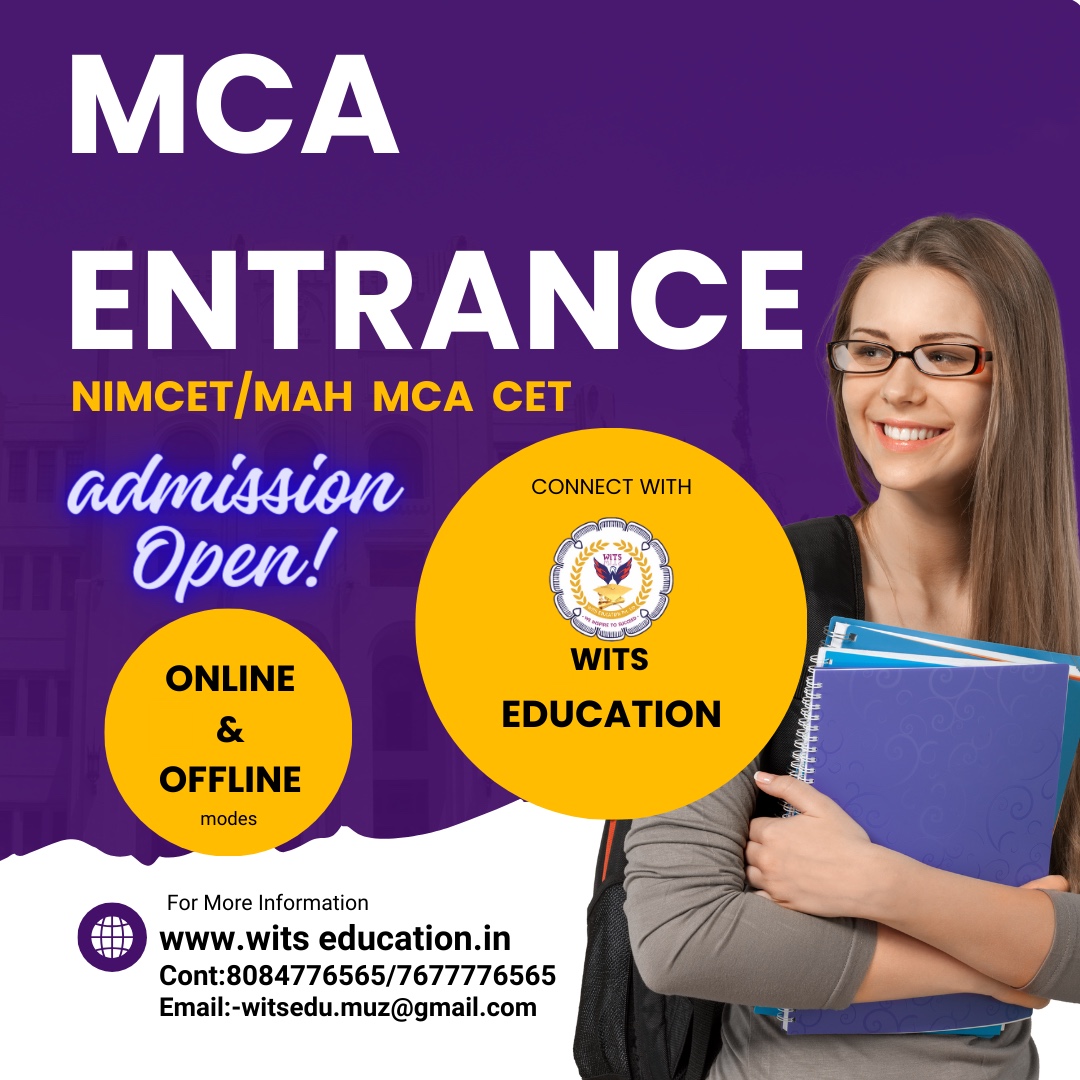 MCA
ENTRANCE
NIMCET/MAH MCA CET
admission
Open!
CONNECT WITH
WITS
WITS
EDUCATION
ONLINE
&
OFFLINE
modes
For More Information
www.wits education.in
Cont:8084776565/7677776565
Email:-witsedu.muz@gmail.com